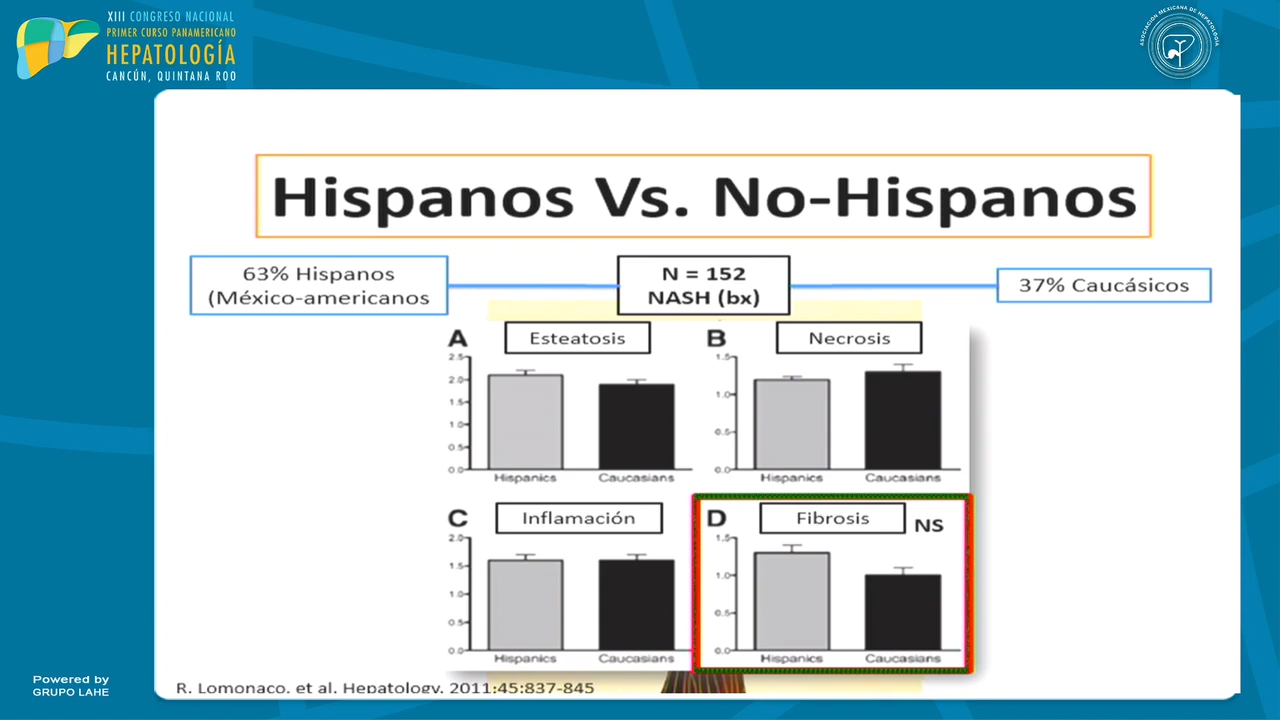 XIII CONGRESO NACIONAL
PRIMER CURSO PANAMERICANO
HEPATOLOGÍA
CANCÚN, QUINTANA ROO
ASOCIACIÓN MEXICANA DE HEPATOLOGÍA
Hispanos Vs. No-Hispanos
63% Hispanos
(México-americanos
N = 152
NASH (bx)
37% Caucásicos
A
Esteatosis
2.5
2.0
1.5
1.0
0.5
0.0
Hispanics
Caucasians
B
Necrosis
1.5
1.0
0.5
0.0
Hispanics
Caucasians
C
Inflamación
2.0
1.5
1.0
0.5
0.0
Hispanics
Caucasians
D
Fibrosis
NS
1.5
1.0
0.5
0.0
Hispanics
Caucasians
R. Lomonaco, et al. Hepatology. 2011:45:837-845
Powered by
GRUPO LAHE